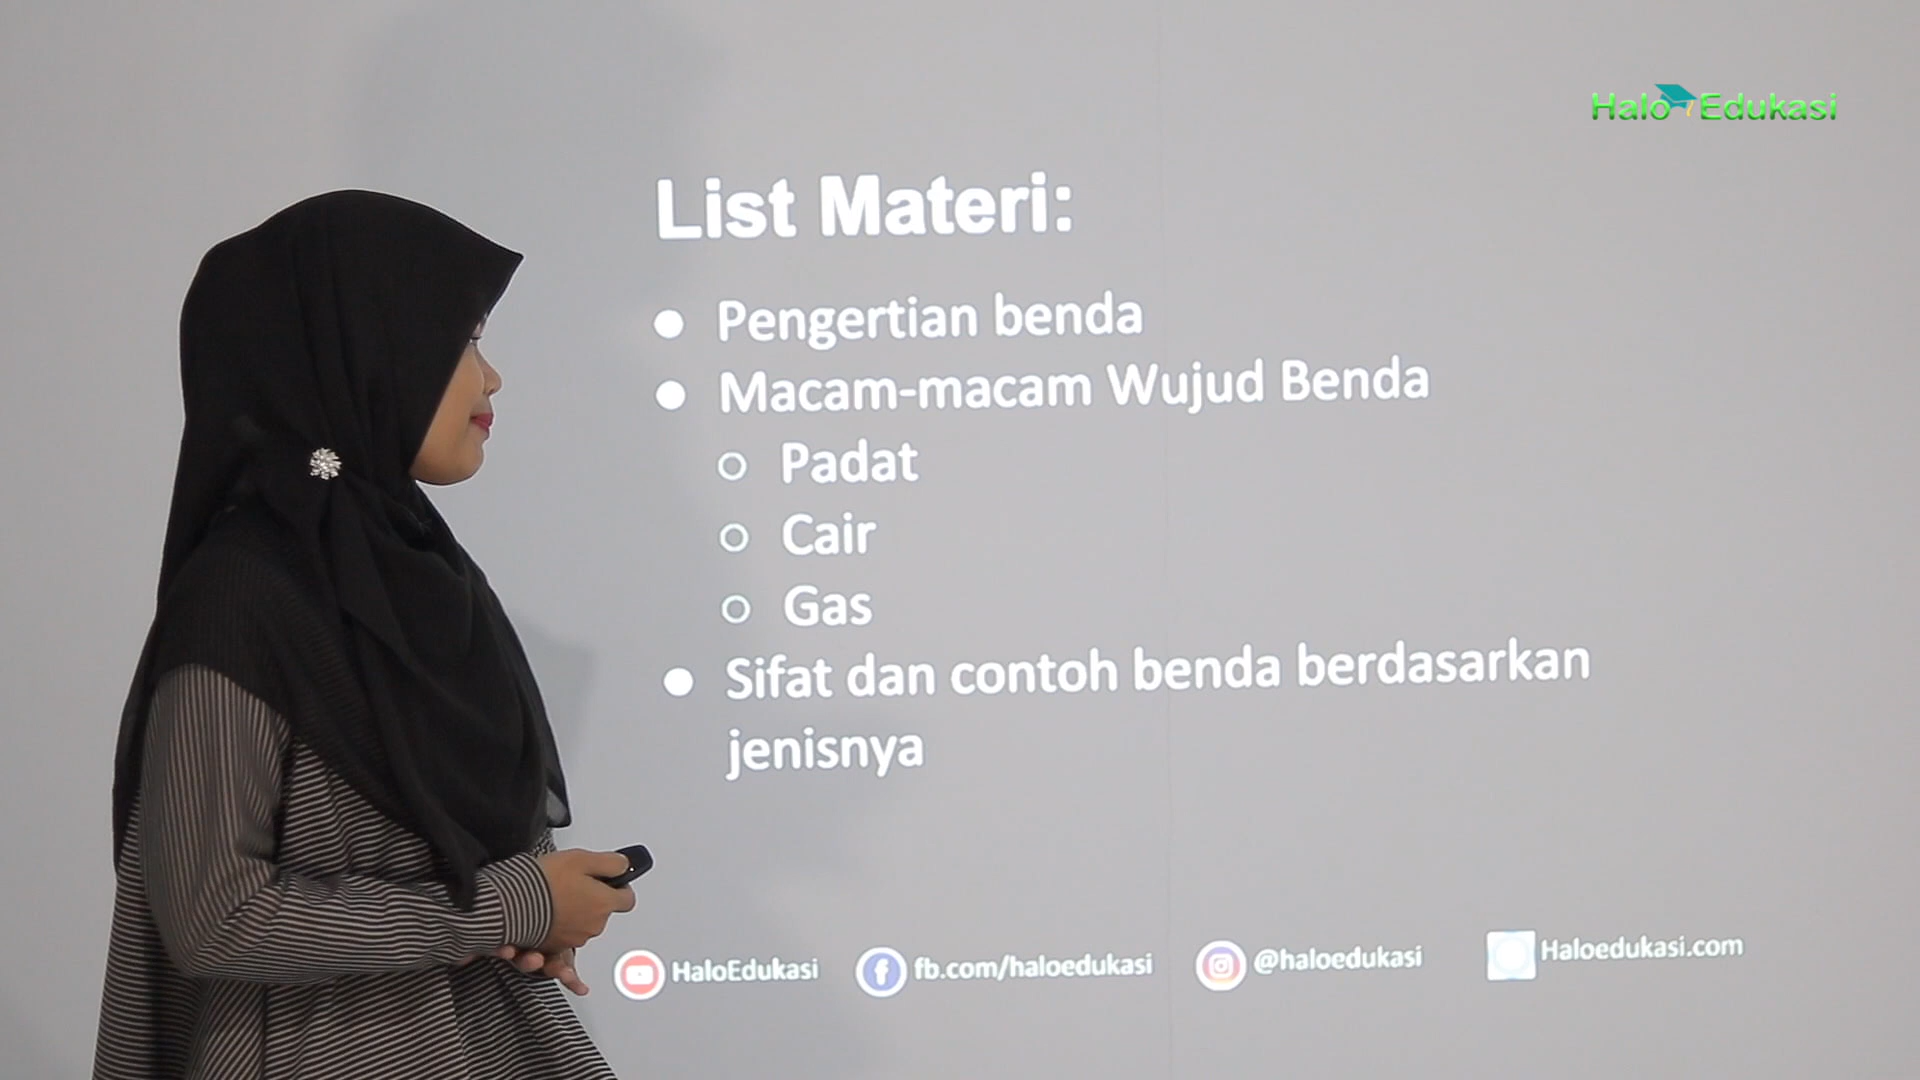 Halo Edukasi
List Materi:
● Pengertian benda
● Macam-macam Wujud Benda
○ Padat
○ Cair
○ Gas
● Sifat dan contoh benda berdasarkan
jenisnya
HaloEdukasi
fb.com/haloedukasi
@haloedukasi
Haloedukasi.com